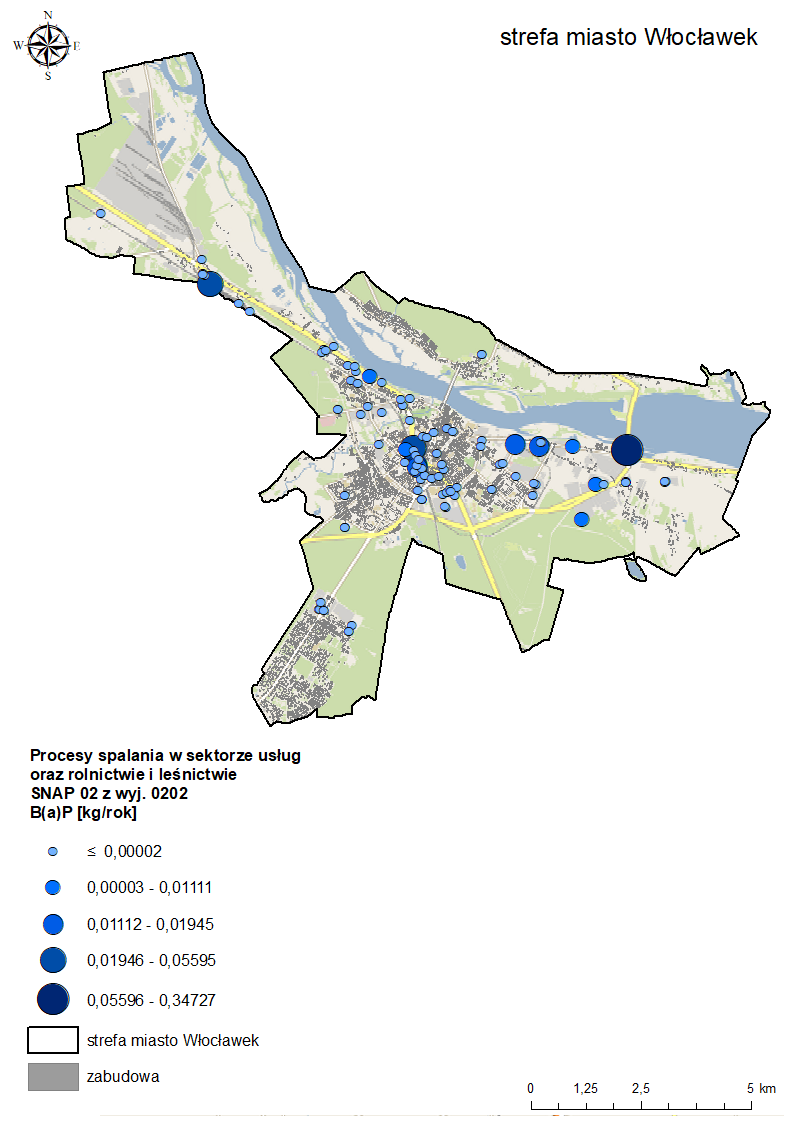 N
W E
S
strefa miasto Włocławek
Procesy spalania w sektorze usług
oraz rolnictwie i leśnictwie
SNAP 02 z wyj. 0202
B(a)P [kg/rok]
≤ 0,00002
0,00003 - 0,01111
0,01112 - 0,01945
0,01946 - 0,05595
0,05596 - 0,34727
strefa miasto Włocławek
zabudowa
0 1,25 2,5 5 km